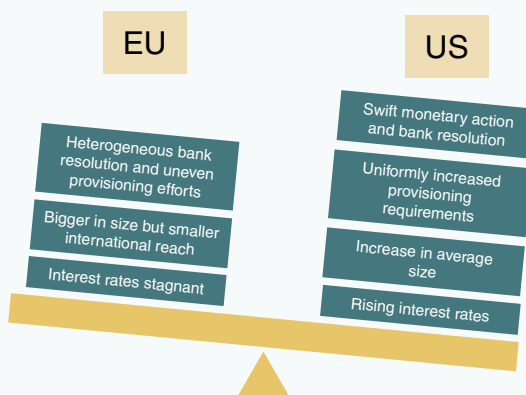 EU
Heterogeneous bank
resolution and uneven
provisioning efforts
Bigger in size but smaller
international reach
Interest rates stagnant
US
Swift monetary action
and bank resolution
Uniformly increased
provisioning
requirements
Increase in average
size
Rising interest rates